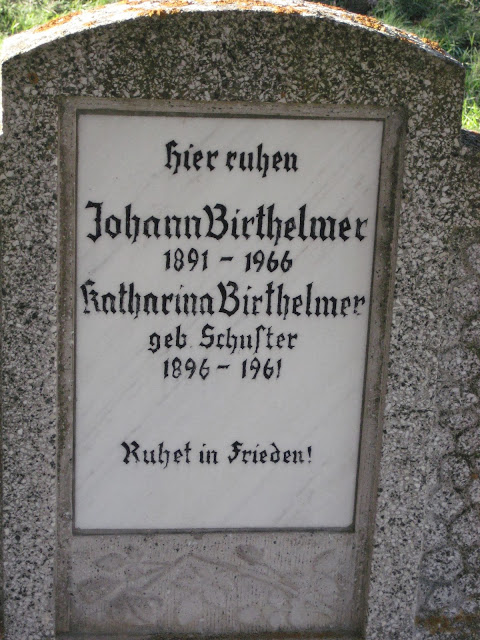 Hier ruhen
Johann Birthelmer
1891 - 1966
Katharina Birthelmer
geb Schuſter
1896 - 1961
Ruhet in Frieden!